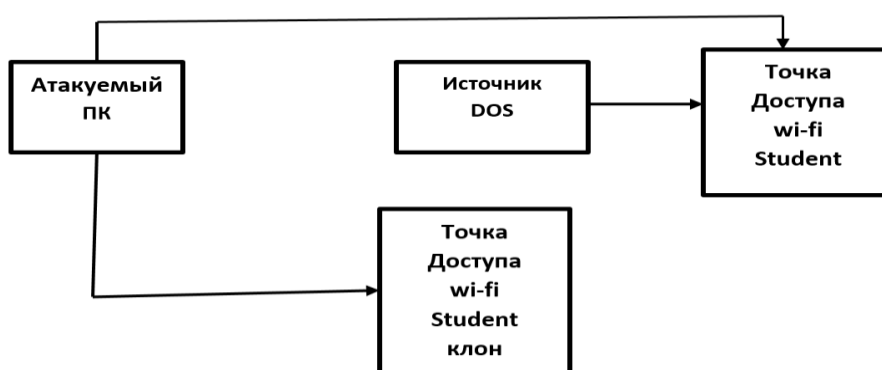 Атакуемый
ПК
Источник
DOS
Точка
Доступа
wi-fi
Student
Точка
Доступа
wi-fi
Student
клон